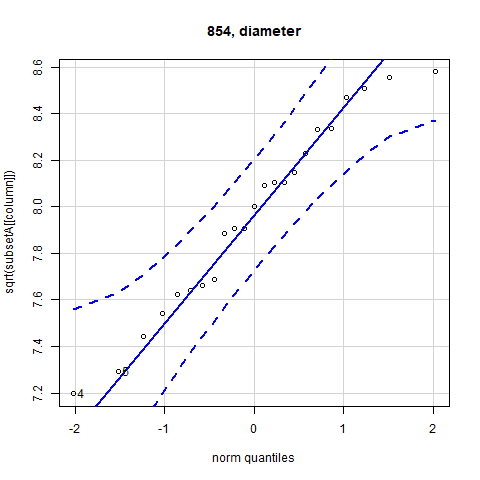 854, diameter
sqrt(subsetA[[column]])
8.6
8.4
8.2
8.0
7.8
7.6
7.4
7.2
4
-2 -1 0 1 2
norm quantiles